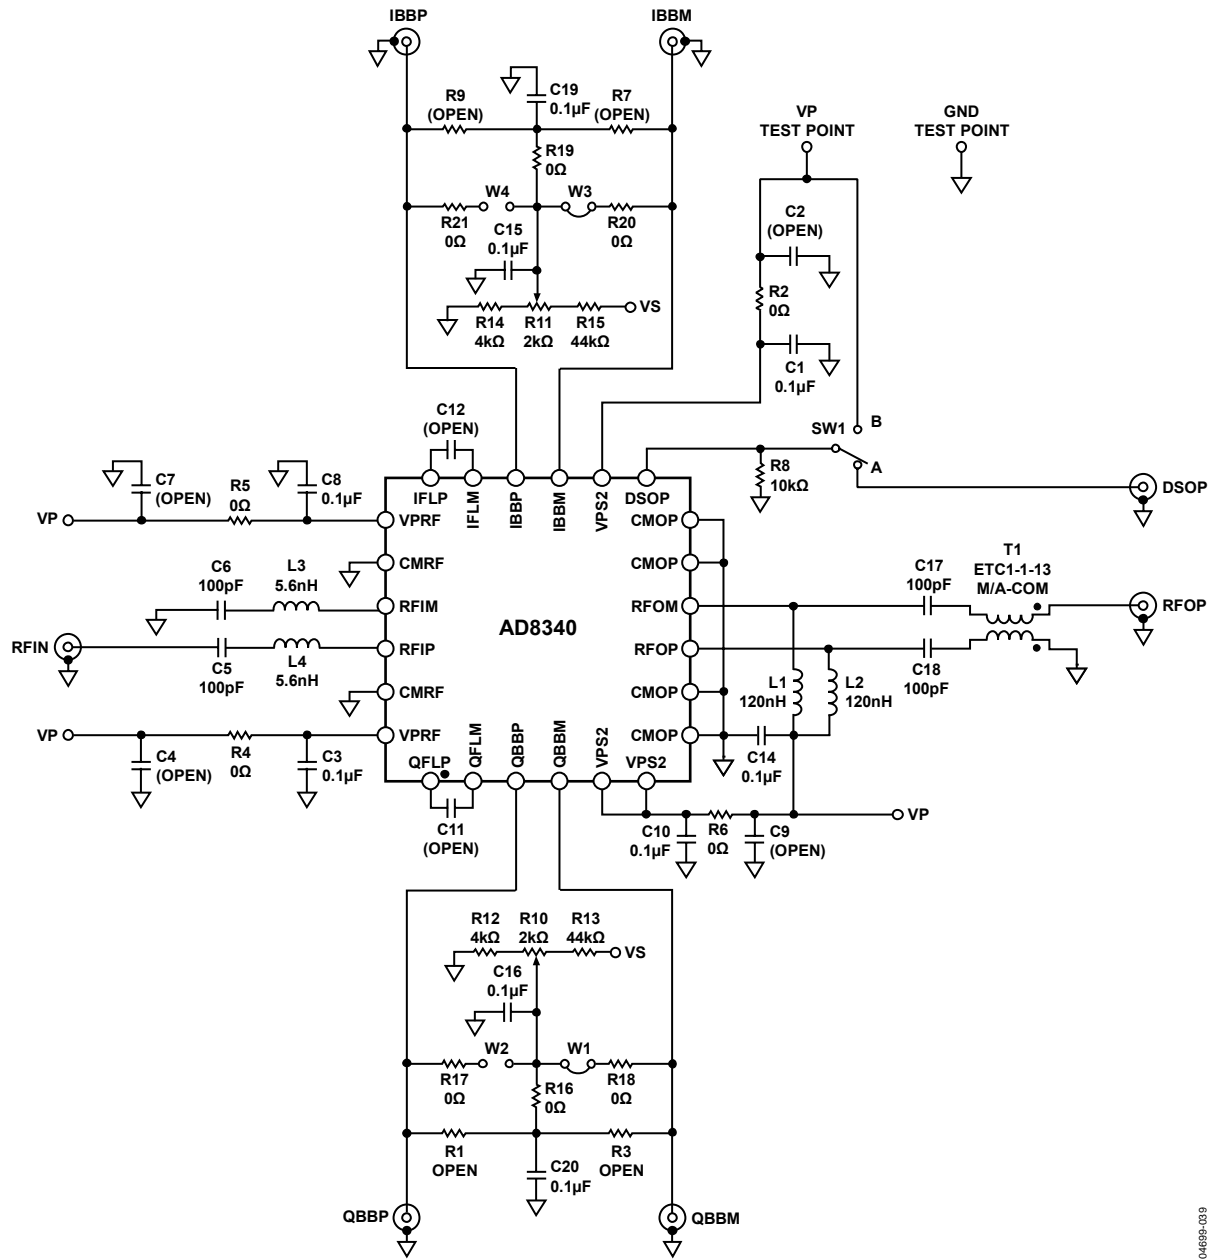 IBBP
IBBM
R9
(OPEN)
C19
0.1µF
R7
(OPEN)
VP
TEST POINT
GND
TEST POINT
R19
0Ω
W4
W3
R21
0Ω
C15
0.1µF
R20
0Ω
C2
(OPEN)
R2
0Ω
VS
R14
4kΩ
R11
2kΩ
R15
44kΩ
C1
0.1µF
C12
(OPEN)
SW1
B
A
R8
10kΩ
DSOP
C7
(OPEN)
R5
0Ω
C8
0.1µF
VP
IFLP
IFLM
IBBP
IBBM
VPS2
DSOP
VPRF
CMOP
CMRF
CMOP
C6
100pF
L3
5.6nH
RFIM
RFOM
C17
100pF
T1
ETC1-1-13
M/A-COM
RFOP
AD8340
RFIN
RFIP
RFOP
C5
100pF
L4
5.6nH
C18
100pF
L1
120nH
L2
120nH
CMRF
CMOP
VP
VPRF
CMOP
C4
(OPEN)
R4
0Ω
C3
0.1µF
QFLP
QFLM
QBBP
QBBM
VPS2
VPS2
C14
0.1µF
C11
(OPEN)
C10
0.1µF
R6
0Ω
C9
(OPEN)
VP
R12
4kΩ
R10
2kΩ
R13
44kΩ
VS
C16
0.1µF
W2
W1
R17
0Ω
R16
0Ω
R18
0Ω
R1
OPEN
C20
0.1µF
R3
OPEN
QBBP
QBBM
04699-039